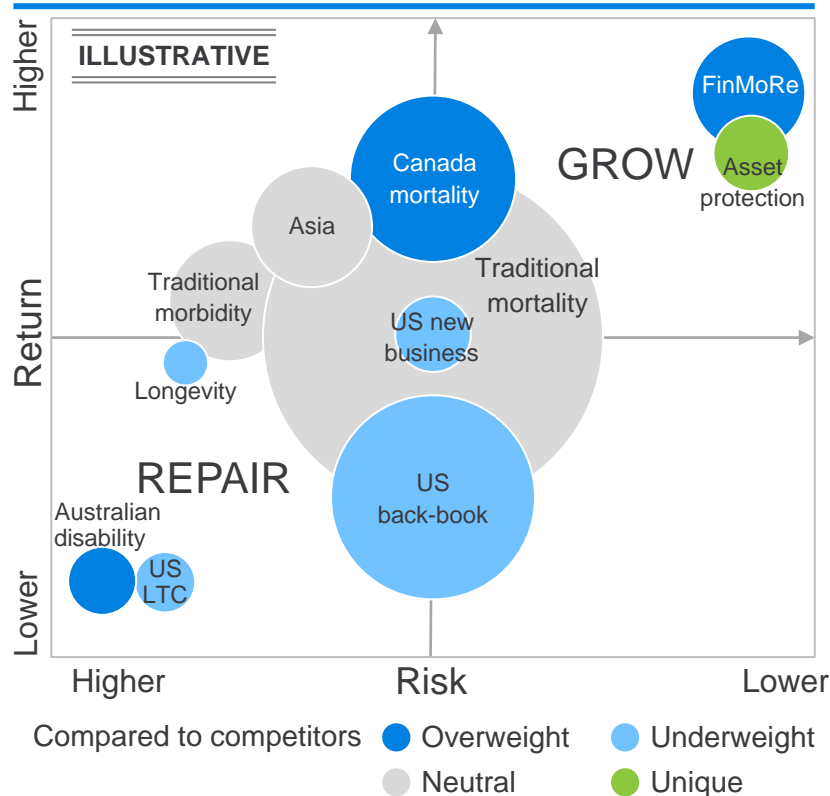 Higher
Return
Lower
ILLUSTRATIVE
FinMoRe
GROW
Asset
protection
Canada
mortality
Asia
Traditional
mortality
Traditional
morbidity
US new
business
Longevity
REPAIR
US
back-book
Australian
disability
US
LTC
Higher
Risk
Lower
Compared to competitors
Overweight
Underweight
Neutral
Unique